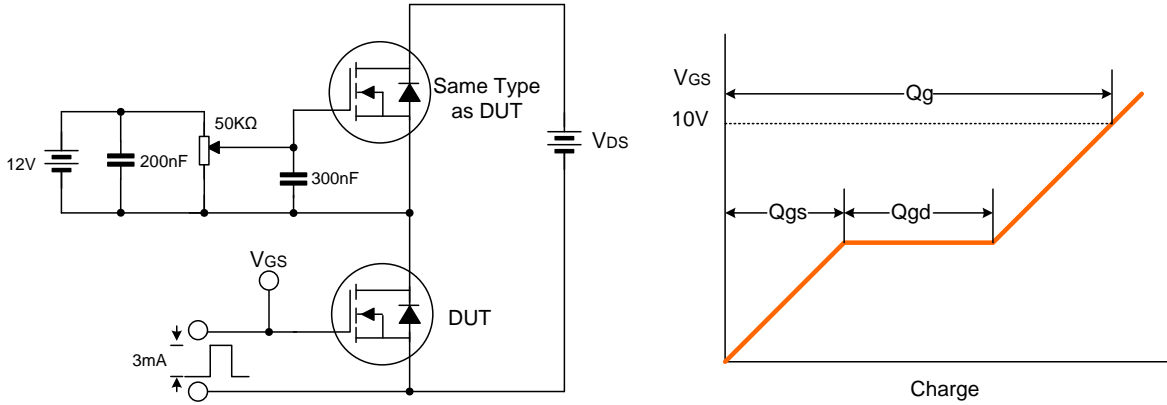 12V
200nF
50KΩ
300nF
Same Type
as DUT
VDS
VGS
DUT
3mA
VGS
10V
Qg
Qgs
Qgd
Charge